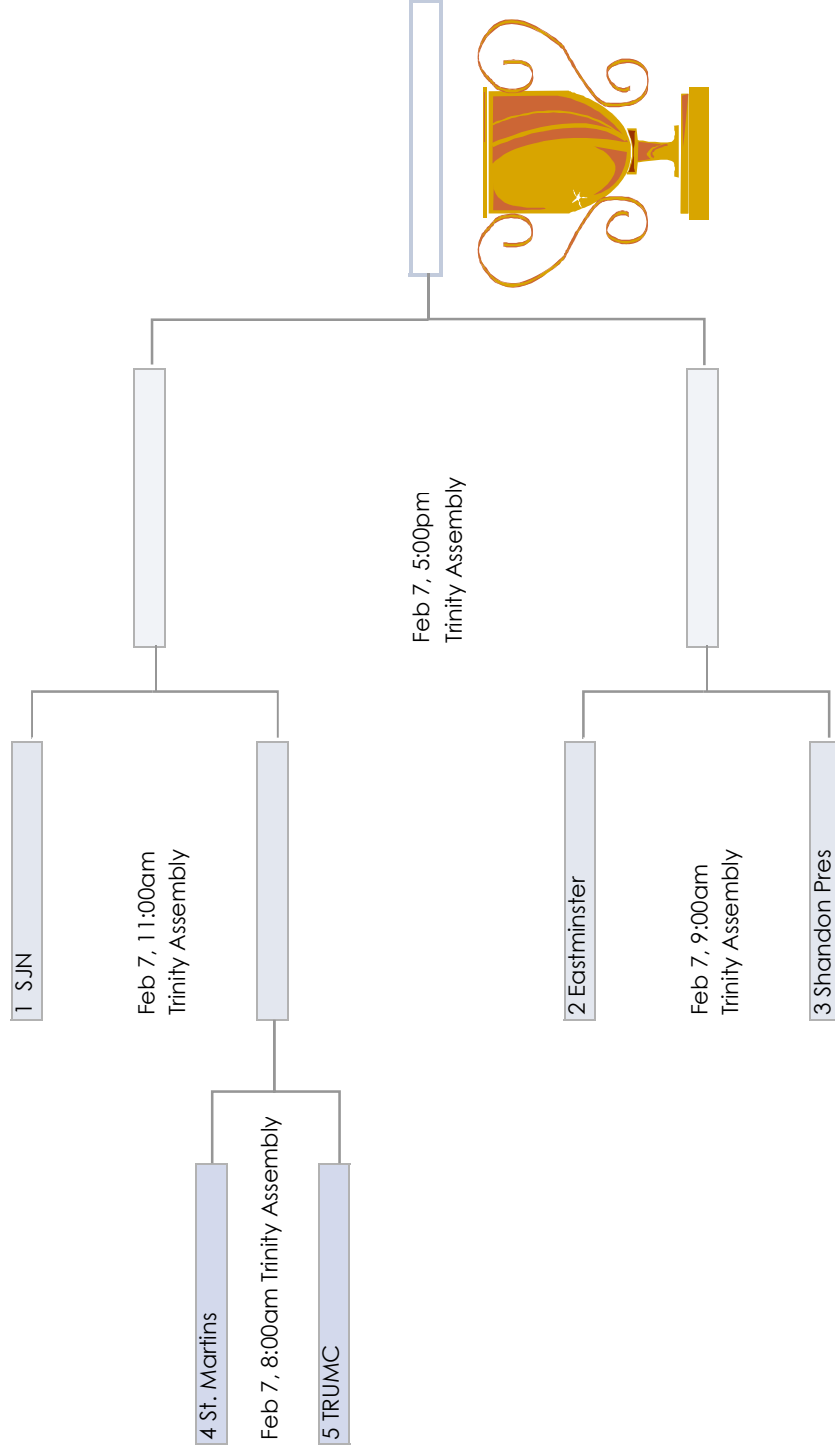 1 SJN
Feb 7, 11:00am
Trinity Assembly
4 St. Martins
Feb 7, 8:00am Trinity Assembly
5 TRUMC
Feb 7, 5:00pm
Trinity Assembly
2 Eastminster
Feb 7, 9:00am
Trinity Assembly
3 Shandon Pres